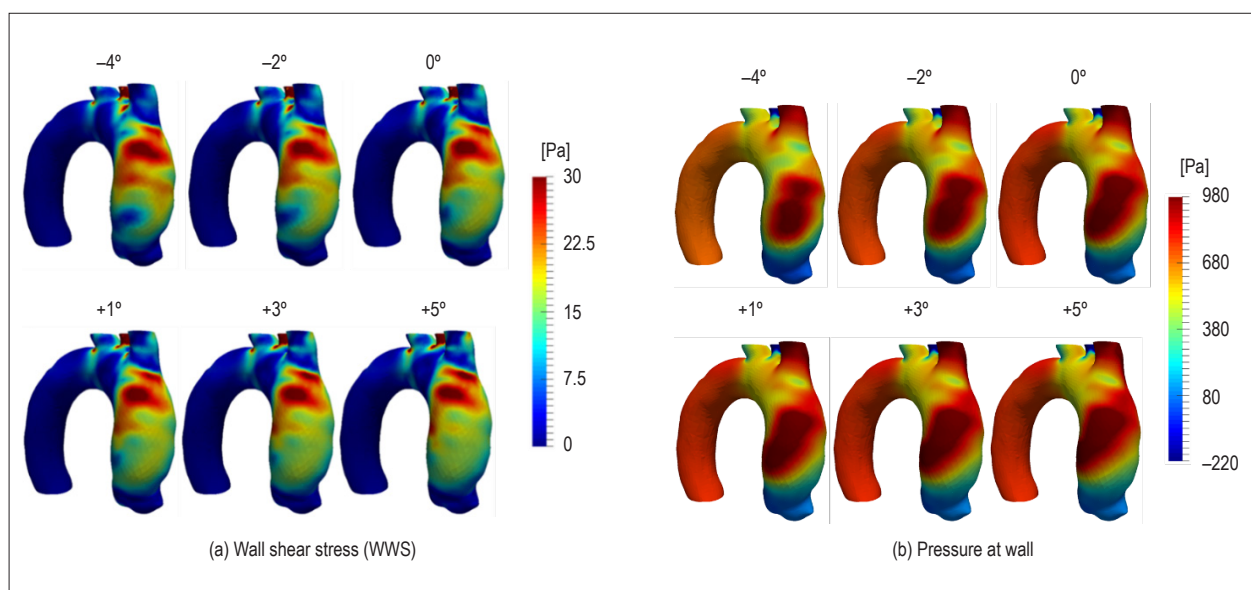 –4º
–2º
0º
[Pa]
30
22.5
15
7.5
0
+1º
+3º
+5º
(a) Wall shear stress (WWS)
–4º
–2º
0º
[Pa]
980
680
380
80
–220
+1º
+3º
+5º
(b) Pressure at wall